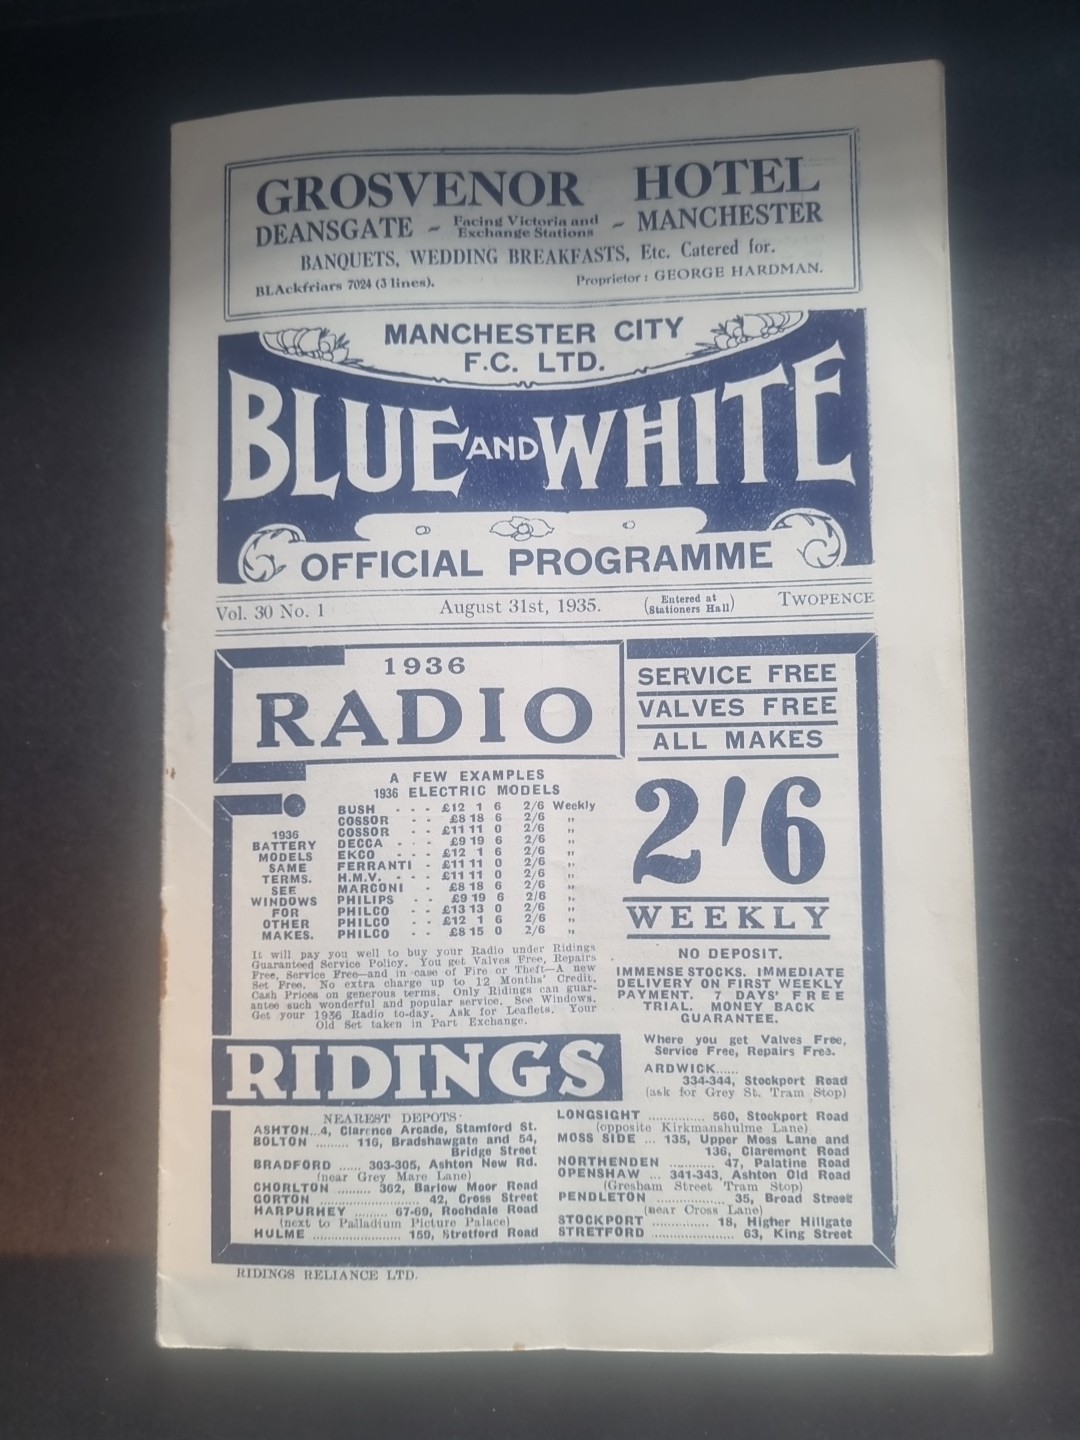 GROSVENOR HOTEL
DEANSGATE - Facing Victoria and Exchange Stations - MANCHESTER
BANQUETS, WEDDING BREAKFASTS, Etc. Catered for.
BLAckfriars 7024 (3 lines). Proprietor: GEORGE HARDMAN.
MANCHESTER CITY
F.C. LTD.
BLUE AND WHITE
OFFICIAL PROGRAMME
Vol. 30 No. 1 August 31st, 1935. (Entered at Stationers Hall) TWOPENCE
1936
RADIO
SERVICE FREE
VALVES FREE
ALL MAKES
2'6
WEEKLY
A FEW EXAMPLES
1936 ELECTRIC MODELS
BUSH - - - £12 1 6 2/6 Weekly
COSSOR - - £8 18 6 2/6 "
COSSOR - - £11 11 0 2/6 "
DECCA - - - £9 19 6 2/6 "
EKCO - - - £12 1 6 2/6 "
FERRANTI - - £11 11 0 2/6 "
H.M.V. - - - £11 11 0 2/6 "
MARCONI - - £8 18 6 2/6 "
PHILIPS - - £9 19 6 2/6 "
PHILCO - - £13 13 0 2/6 "
PHILCO - - £12 1 6 2/6 "
PHILCO - - £8 15 0 2/6 "
1936
BATTERY
MODELS
SAME
TERMS.
SEE
WINDOWS
FOR
OTHER
MAKES.
It will pay you well to buy your Radio under Ridings
Guaranteed Service Policy. You get Valves Free, Repairs
Free, Service Free—and in case of Fire or Theft—A new
Set Free. No extra charge up to 12 Months' Credit.
Cash Prices on generous terms. Only Ridings can guar-
antee such wonderful and popular service. See Windows.
Get your 1936 Radio to-day. Ask for Leaflets. Your
Old Set taken in Part Exchange.
NO DEPOSIT.
IMMENSE STOCKS. IMMEDIATE
DELIVERY ON FIRST WEEKLY
PAYMENT. 7 DAYS' FREE
TRIAL. MONEY BACK
GUARANTEE.
RIDINGS
Where you get Valves Free,
Service Free, Repairs Free.
NEAREST DEPOTS:
ASHTON...4, Clarence Arcade, Stamford St.
BOLTON ......... 116, Bradshawgate and 54,
Bridge Street
BRADFORD ...... 303-305, Ashton New Rd.
(near Grey Mare Lane)
CHORLTON ......... 362, Barlow Moor Road
GORTON ........................ 42, Cross Street
HARPURHEY ......... 67-69, Rochdale Road
(next to Palladium Picture Palace)
HULME ........................ 159, Stretford Road
ARDWICK......
334-344, Stockport Road
(ask for Grey St. Tram Stop)
LONGSIGHT ............... 560, Stockport Road
(opposite Kirkmanshulme Lane)
MOSS SIDE ... 135, Upper Moss Lane and
136, Claremont Road
NORTHENDEN ............ 47, Palatine Road
OPENSHAW ... 341-343, Ashton Old Road
(Gresham Street Tram Stop)
PENDLETON .................. 35, Broad Street
(near Cross Lane)
STOCKPORT ............... 18, Higher Hillgate
STRETFORD ..................... 63, King Street
RIDINGS RELIANCE LTD.